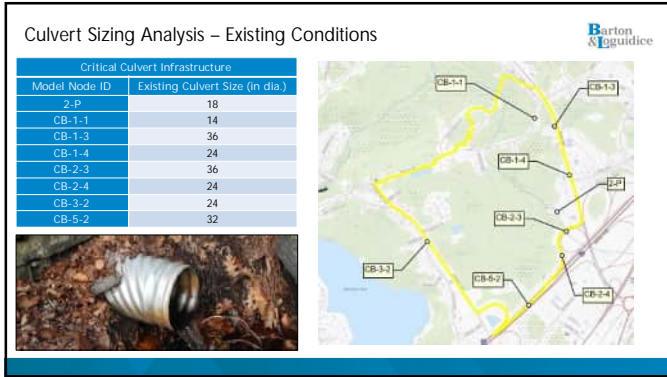 Culvert Sizing Analysis – Existing Conditions
Barton
&Loguidice
Critical Culvert Infrastructure
Model Node ID Existing Culvert Size (in dia.)
2-P 18
CB-1-1 14
CB-1-3 36
CB-1-4 24
CB-2-3 36
CB-2-4 24
CB-3-2 24
CB-5-2 32
CB-1-1
CB-1-3
CB-1-4
2-P
CB-2-3
CB-3-2
CB-5-2
CB-2-4